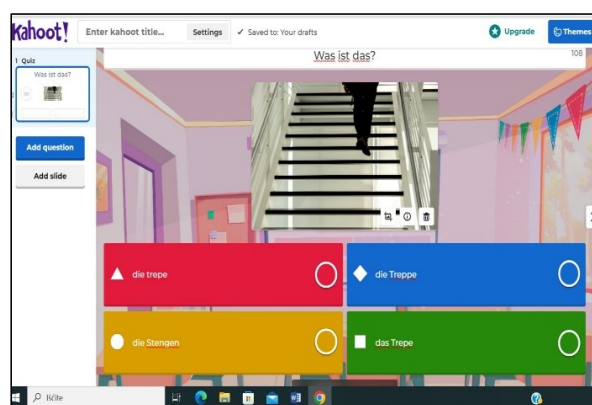 Kahoot!
Enter kahoot title...
Settings
✓ Saved to: Your drafts
Upgrade
Themes
1 Quiz
Was ist das?
Add question
Add slide
Was ist das?
108
die trepe
die Treppe
die Stengen
das Trepe